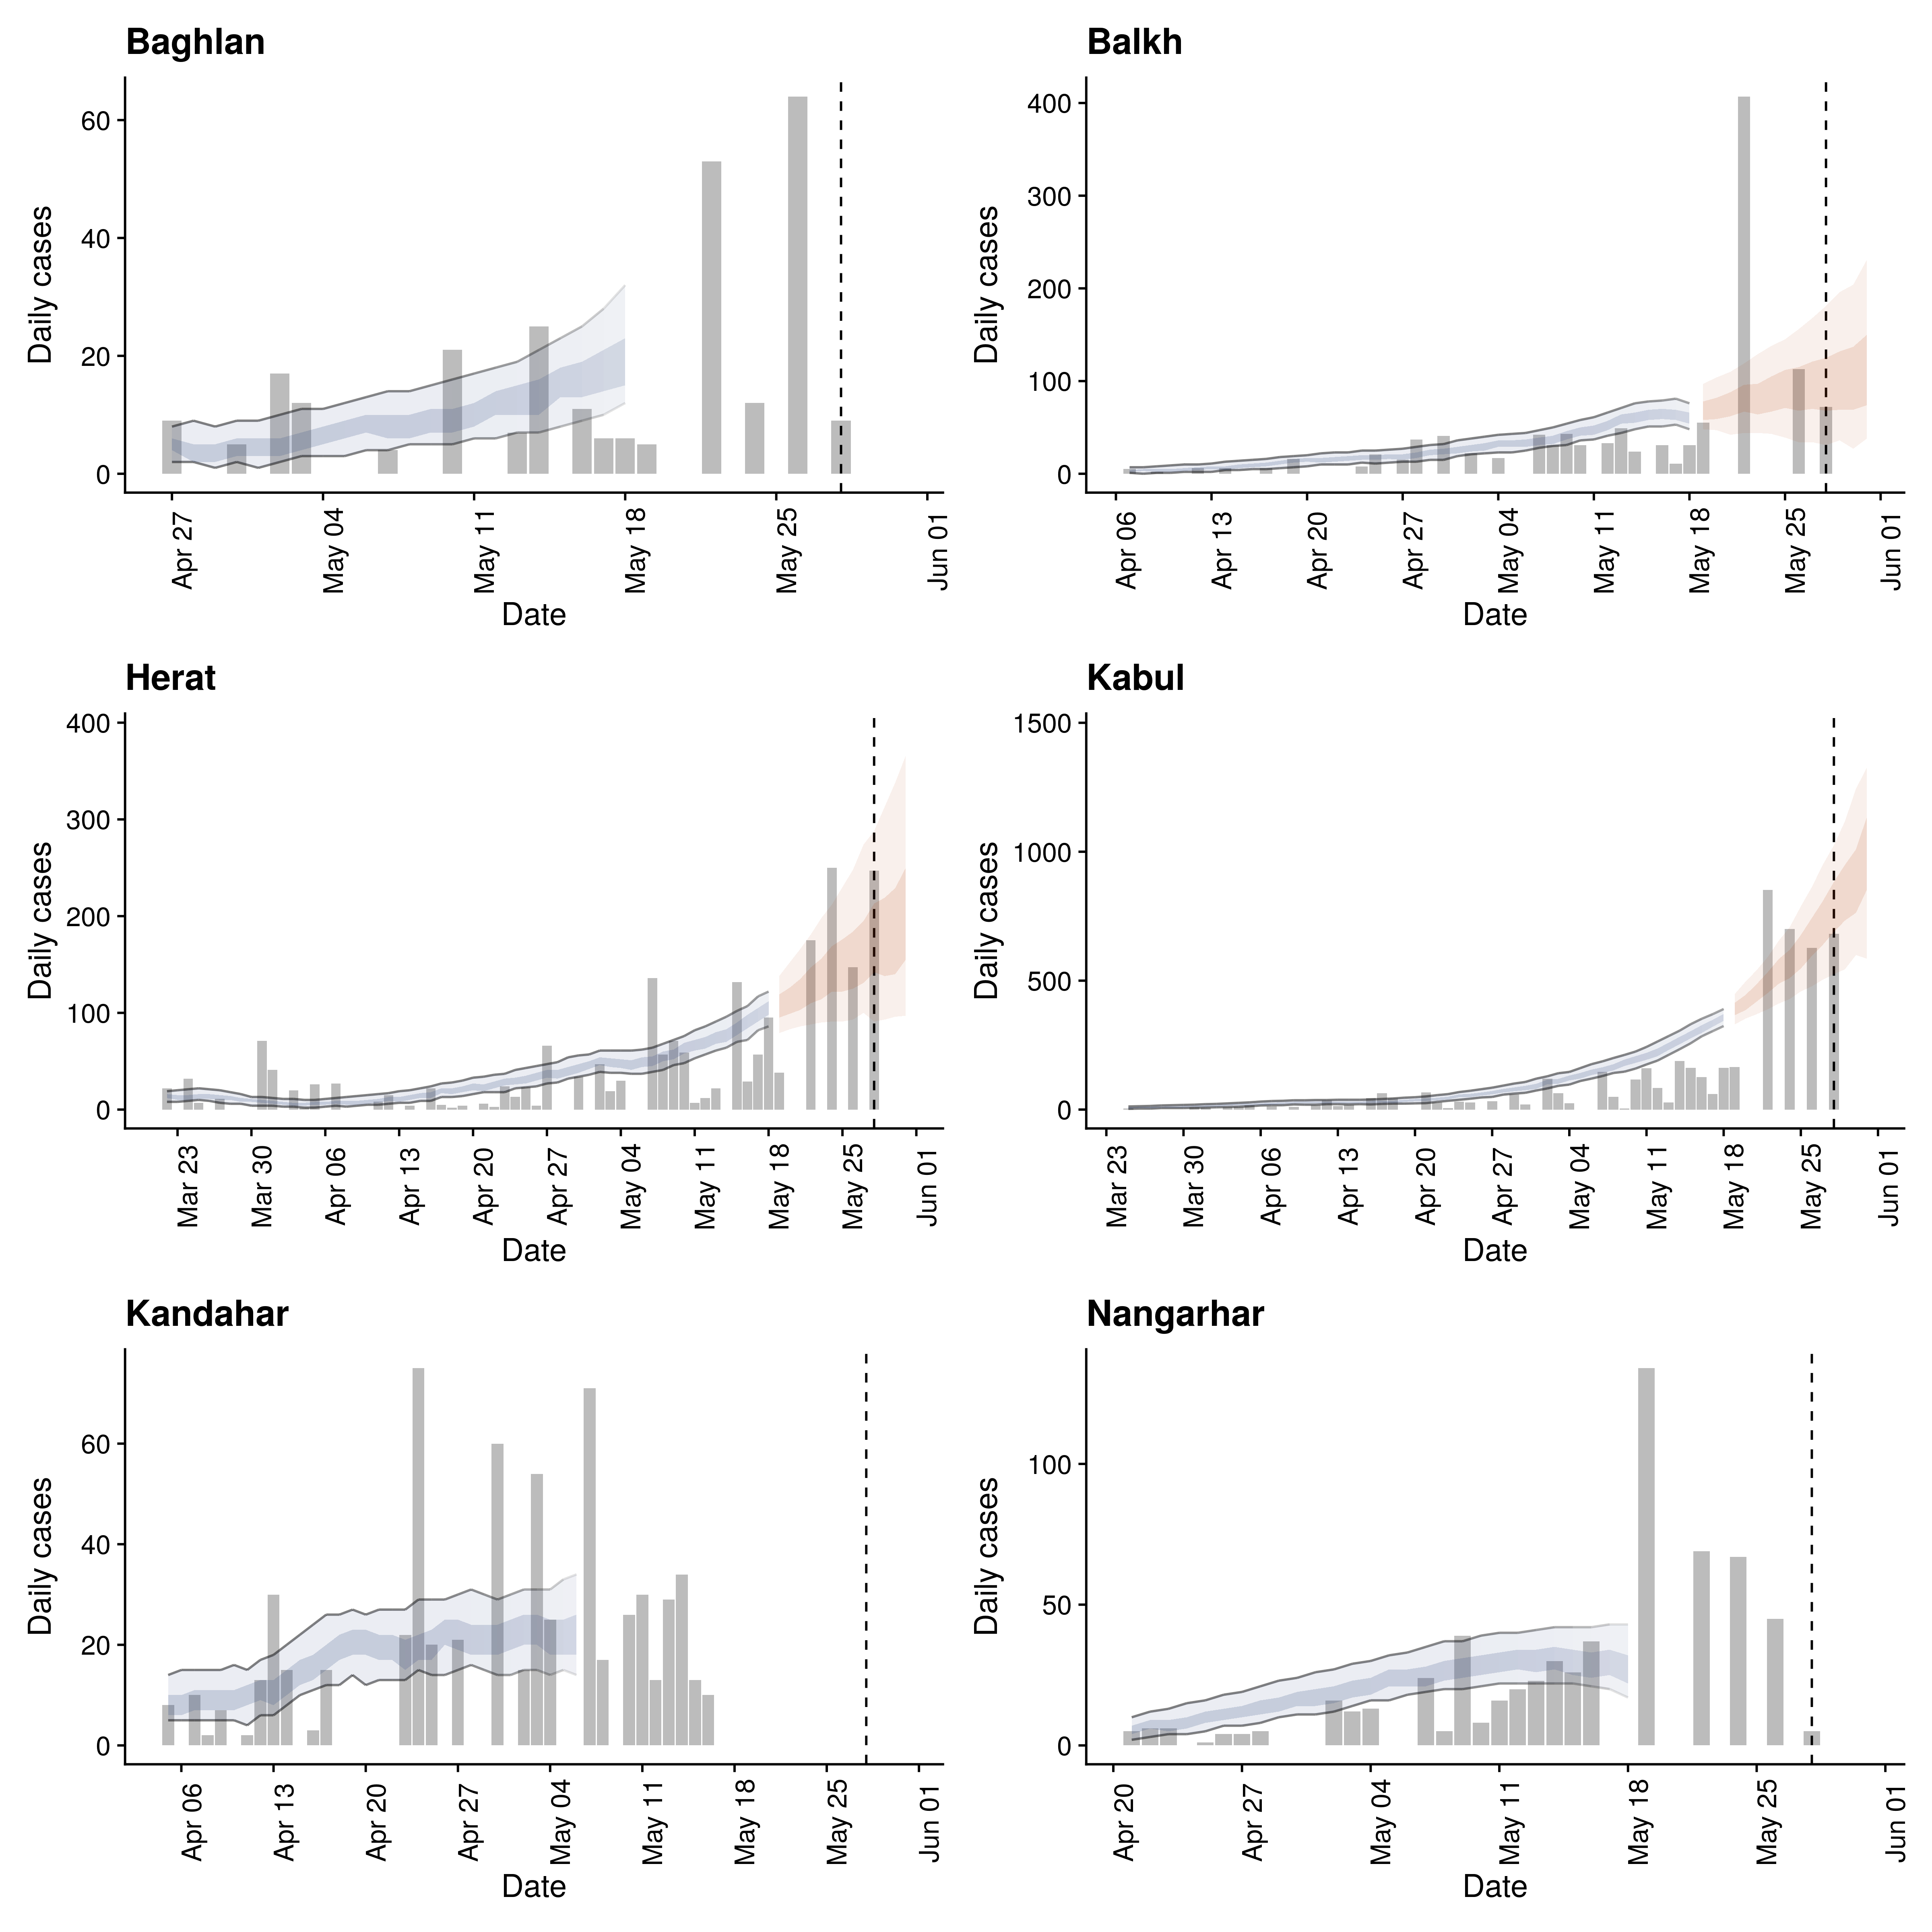 Baghlan
Daily cases
60
40
20
0
Apr 27
May 04
May 11
May 18
May 25
Jun 01
Date
Balkh
Daily cases
400
300
200
100
0
Apr 06
Apr 13
Apr 20
Apr 27
May 04
May 11
May 18
May 25
Jun 01
Date
Herat
Daily cases
400
300
200
100
0
Mar 23
Mar 30
Apr 06
Apr 13
Apr 20
Apr 27
May 04
May 11
May 18
May 25
Jun 01
Date
Kabul
Daily cases
1500
1000
500
0
Mar 23
Mar 30
Apr 06
Apr 13
Apr 20
Apr 27
May 04
May 11
May 18
May 25
Jun 01
Date
Kandahar
Daily cases
60
40
20
0
Apr 06
Apr 13
Apr 20
Apr 27
May 04
May 11
May 18
May 25
Jun 01
Date
Nangarhar
Daily cases
100
50
0
Apr 20
Apr 27
May 04
May 11
May 18
May 25
Jun 01
Date